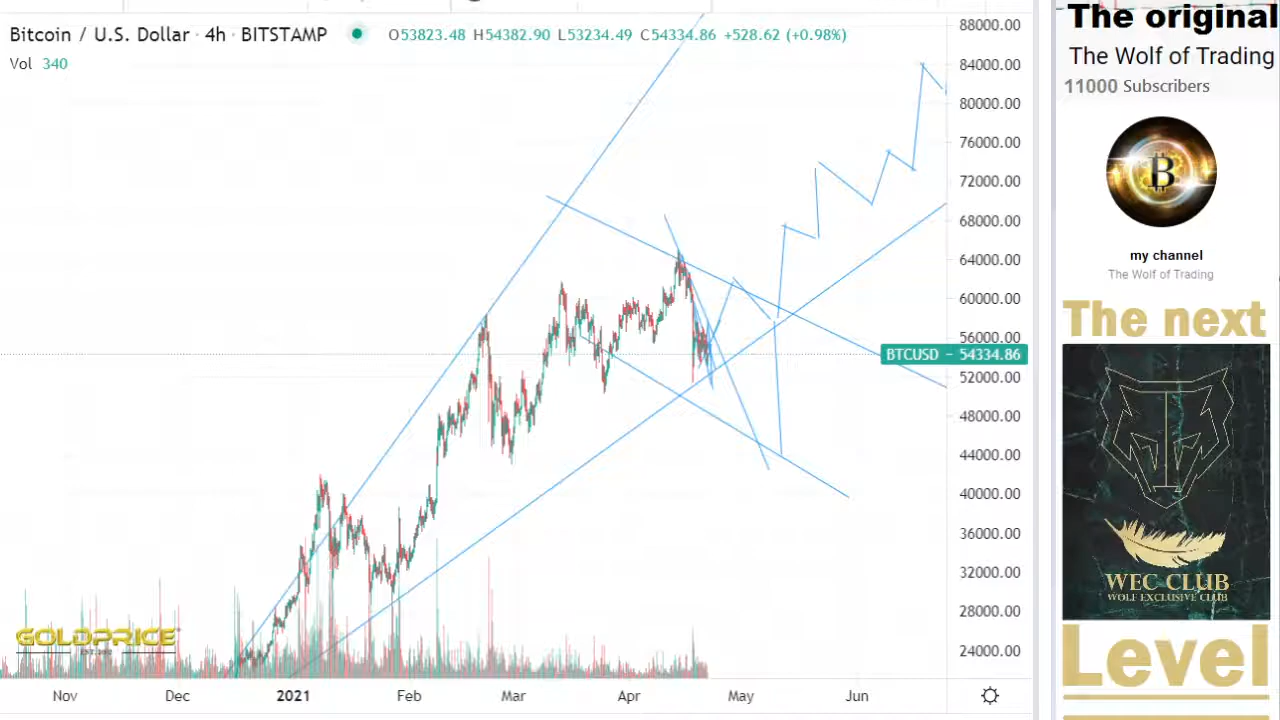 Bitcoin / U.S. Dollar · 4h · BITSTAMP
O53823.48 H54382.90 L53234.49 C54334.86 +528.62 (+0.98%)
Vol 340
88000.00
84000.00
80000.00
76000.00
72000.00
68000.00
64000.00
60000.00
56000.00
BTCUSD – 54334.86
52000.00
48000.00
44000.00
40000.00
36000.00
32000.00
28000.00
24000.00
GOLDPRICE
Nov Dec 2021 Feb Mar Apr May Jun
The original
The Wolf of Trading
11000 Subscribers
B
my channel
The Wolf of Trading
The next
WEC CLUB
WOLF EXCLUSIVE CLUB
Level